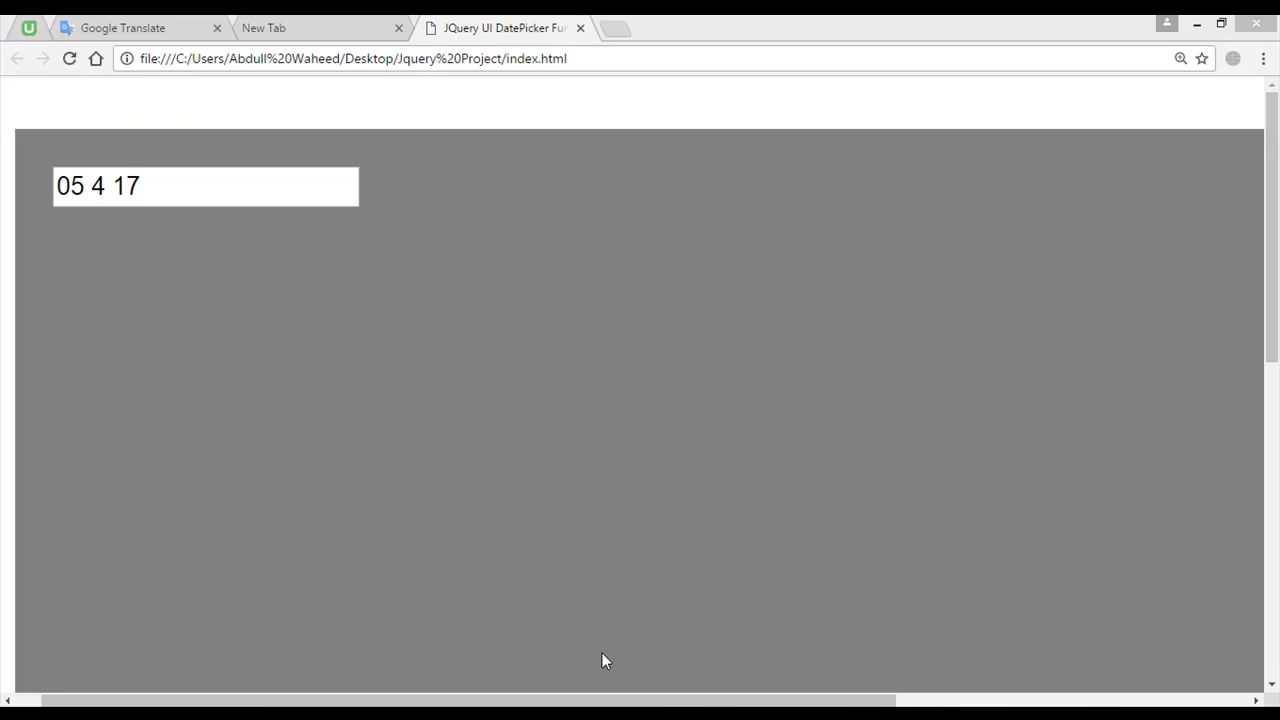 U
Google Translate
New Tab
JQuery UI DatePicker Fun
file:///C:/Users/Abdull%20Waheed/Desktop/Jquery%20Project/index.html
05 4 17